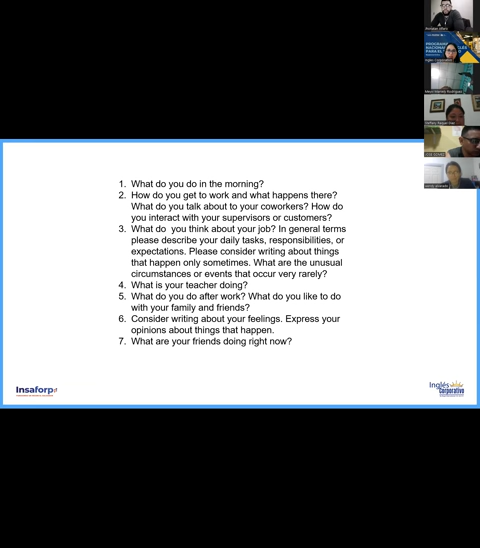 1. What do you do in the morning?
2. How do you get to work and what happens there?
What do you talk about to your coworkers? How do
you interact with your supervisors or customers?
3. What do  you think about your job? In general terms
please describe your daily tasks, responsibilities, or
expectations. Please consider writing about things
that happen only sometimes. What are the unusual
circumstances or events that occur very rarely?
4. What is your teacher doing?
5. What do you do after work? What do you like to do
with your family and friends?
6. Consider writing about your feelings. Express your
opinions about things that happen.
7. What are your friends doing right now?
Insaforp
Inglés
Corporativo